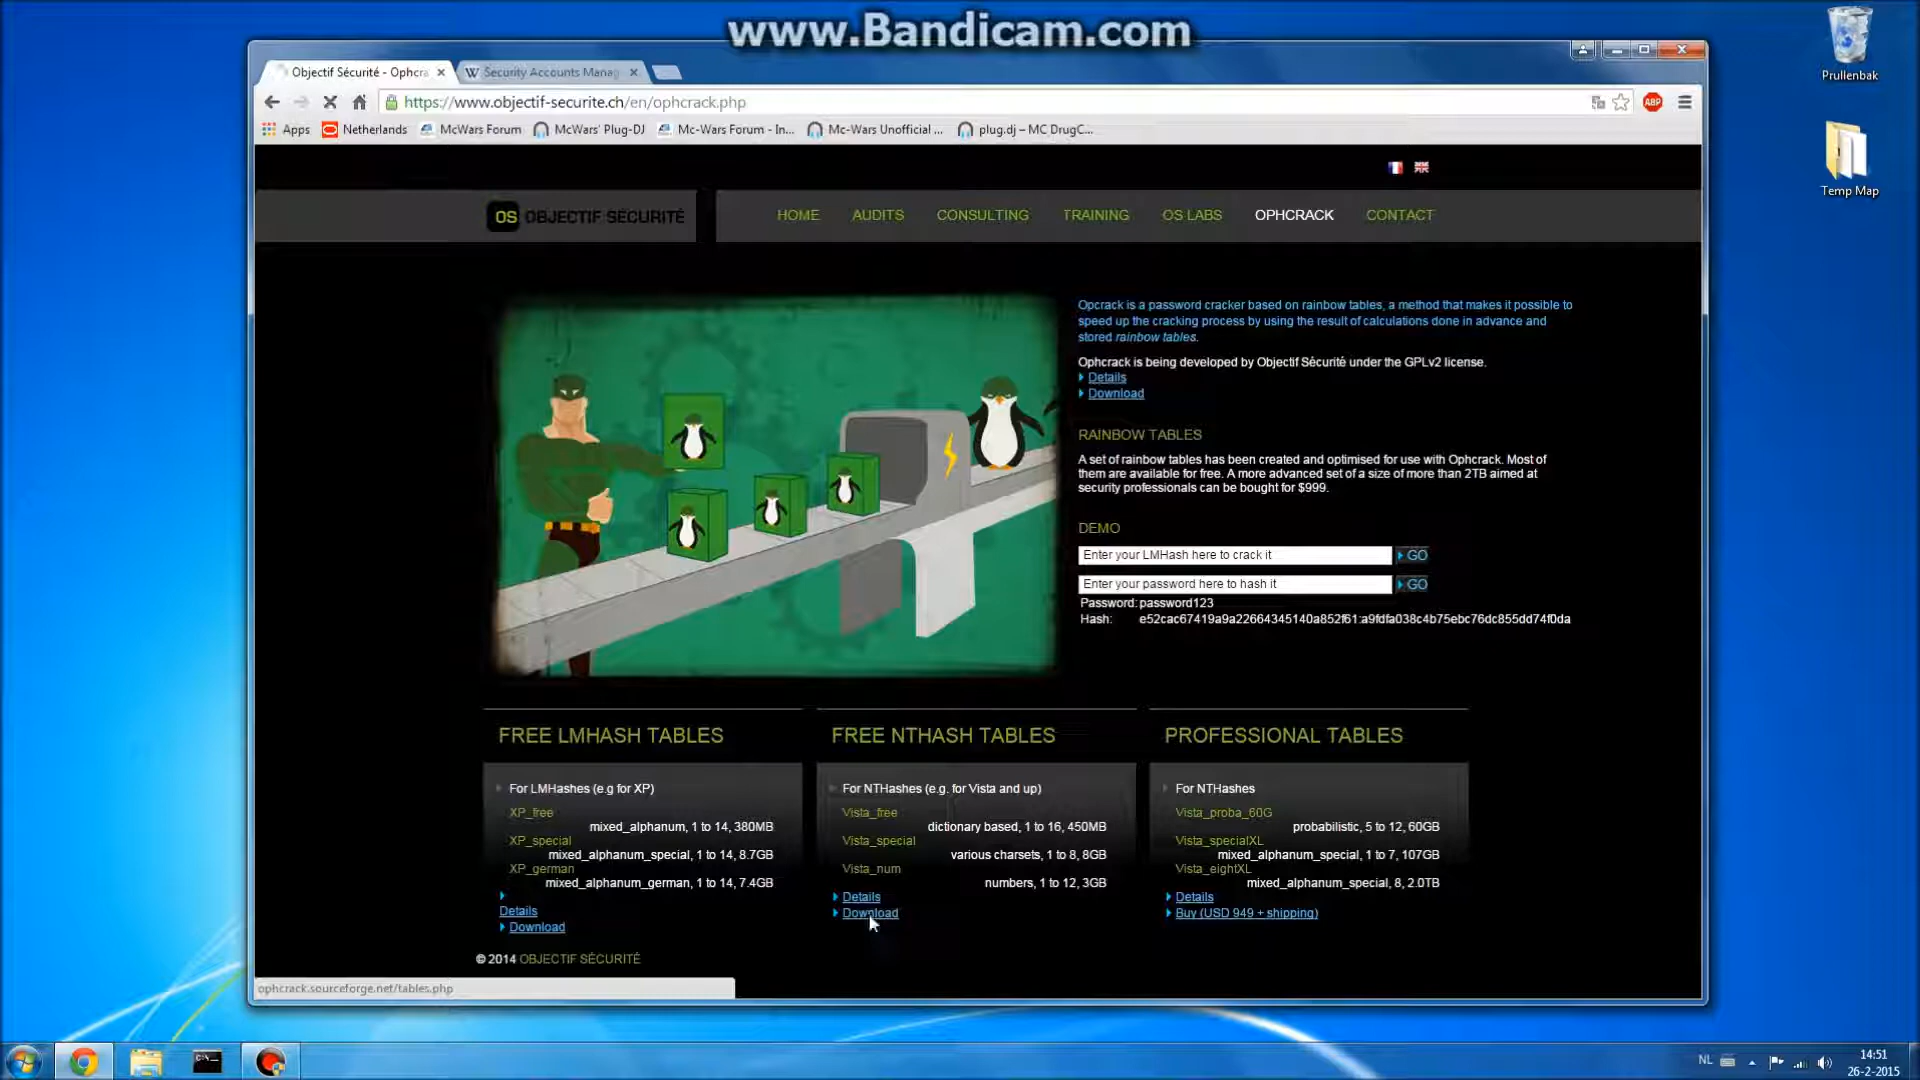 www.Bandicam.com
Prullenbak
Temp Map
Objectif Sécurité - Ophcra
Security Accounts Manag
https://www.objectif-securite.ch/en/ophcrack.php
ABP
Apps
Netherlands
McWars Forum
McWars' Plug-DJ
Mc-Wars Forum - In...
Mc-Wars Unofficial ...
plug.dj – MC DrugC...
OS OBJECTIF SÉCURITÉ
HOME
AUDITS
CONSULTING
TRAINING
OS LABS
OPHCRACK
CONTACT
Opcrack is a password cracker based on rainbow tables, a method that makes it possible to
speed up the cracking process by using the result of calculations done in advance and
stored rainbow tables.
Ophcrack is being developed by Objectif Sécurité under the GPLv2 license.
Details
Download
RAINBOW TABLES
A set of rainbow tables has been created and optimised for use with Ophcrack. Most of
them are available for free. A more advanced set of a size of more than 2TB aimed at
security professionals can be bought for $999.
DEMO
Enter your LMHash here to crack it
GO
Enter your password here to hash it
GO
Password: password123
Hash: e52cac67419a9a22664345140a852f61:a9fdfa038c4b75ebc76dc855dd74f0da
FREE LMHASH TABLES
For LMHashes (e.g for XP)
XP_free
mixed_alphanum, 1 to 14, 380MB
XP_special
mixed_alphanum_special, 1 to 14, 8.7GB
XP_german
mixed_alphanum_german, 1 to 14, 7.4GB
Details
Download
FREE NTHASH TABLES
For NTHashes (e.g. for Vista and up)
Vista_free
dictionary based, 1 to 16, 450MB
Vista_special
various charsets, 1 to 8, 8GB
Vista_num
numbers, 1 to 12, 3GB
Details
Download
PROFESSIONAL TABLES
For NTHashes
Vista_proba_60G
probabilistic, 5 to 12, 60GB
Vista_specialXL
mixed_alphanum_special, 1 to 7, 107GB
Vista_eightXL
mixed_alphanum_special, 8, 2.0TB
Details
Buy (USD 949 + shipping)
© 2014 OBJECTIF SÉCURITÉ
ophcrack.sourceforge.net/tables.php
NL
14:51
26-2-2015